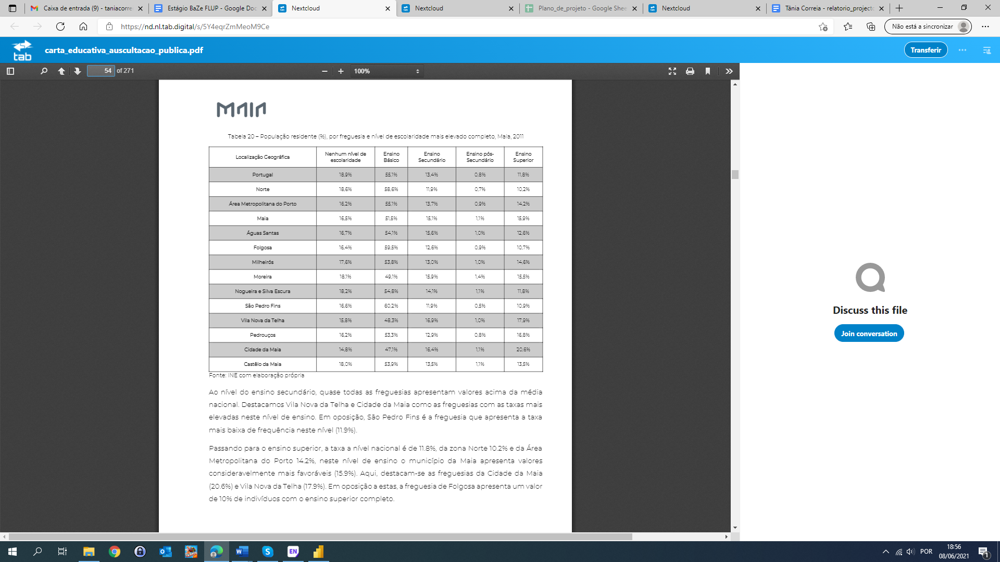 Caixa de entrada (9) - taniacorre
Estágio BaZe FLUP - Google Doc
Nextcloud
Nextcloud
Plano_de_projeto - Google Shee
Nextcloud
Tânia Correia - relatorio_project
https://nd.nl.tab.digital/s/5Y4eqrZmMeoM9Ce
Não está a sincronizar
tab
carta_educativa_auscultacao_publica.pdf
Transferir
54 of 271
100%
MAIA
Tabela 20 – População residente (%), por freguesia e nível de escolaridade mais elevado completo, Maia, 2011
Localização Geográfica | Nenhum nível de escolaridade | Ensino Básico | Ensino Secundário | Ensino pós-Secundário | Ensino Superior
Portugal 18,9% 55,1% 13,4% 0,8% 11,8%
Norte 18,6% 58,6% 11,9% 0,7% 10,2%
Área Metropolitana do Porto 16,2% 55,1% 13,7% 0,9% 14,2%
Maia 16,5% 51,5% 15,1% 1,1% 15,9%
Águas Santas 16,7% 54,1% 15,6% 1,0% 12,6%
Folgosa 16,4% 59,5% 12,6% 0,9% 10,7%
Milheirós 17,6% 53,8% 13,0% 1,0% 14,6%
Moreira 18,1% 49,1% 15,9% 1,4% 15,5%
Nogueira e Silva Escura 18,2% 54,8% 14,1% 1,1% 11,8%
São Pedro Fins 16,6% 60,2% 11,9% 0,5% 10,9%
Vila Nova da Telha 15,8% 48,3% 16,9% 1,0% 17,9%
Pedrouços 16,2% 53,3% 12,9% 0,8% 16,8%
Cidade da Maia 14,8% 47,1% 16,4% 1,1% 20,6%
Castêlo da Maia 18,0% 53,9% 13,5% 1,1% 13,5%
Fonte: INE com elaboração própria
Ao nível do ensino secundário, quase todas as freguesias apresentam valores acima da média
nacional. Destacamos Vila Nova da Telha e Cidade da Maia como as freguesias com as taxas mais
elevadas neste nível de ensino. Em oposição, São Pedro Fins é a freguesia que apresenta a taxa
mais baixa de frequência neste nível (11.9%).
Passando para o ensino superior, a taxa a nível nacional é de 11.8%, da zona Norte 10.2% e da Área
Metropolitana do Porto 14.2%, neste nível de ensino o município da Maia apresenta valores
consideravelmente mais favoráveis (15.9%). Aqui, destacam-se as freguesias da Cidade da Maia
(20.6%) e Vila Nova da Telha (17.9%). Em oposição a estas, a freguesia de Folgosa apresenta um valor
de 10% de indivíduos com o ensino superior completo.
Discuss this file
Join conversation
EN
POR
18:56
08/06/2021
1